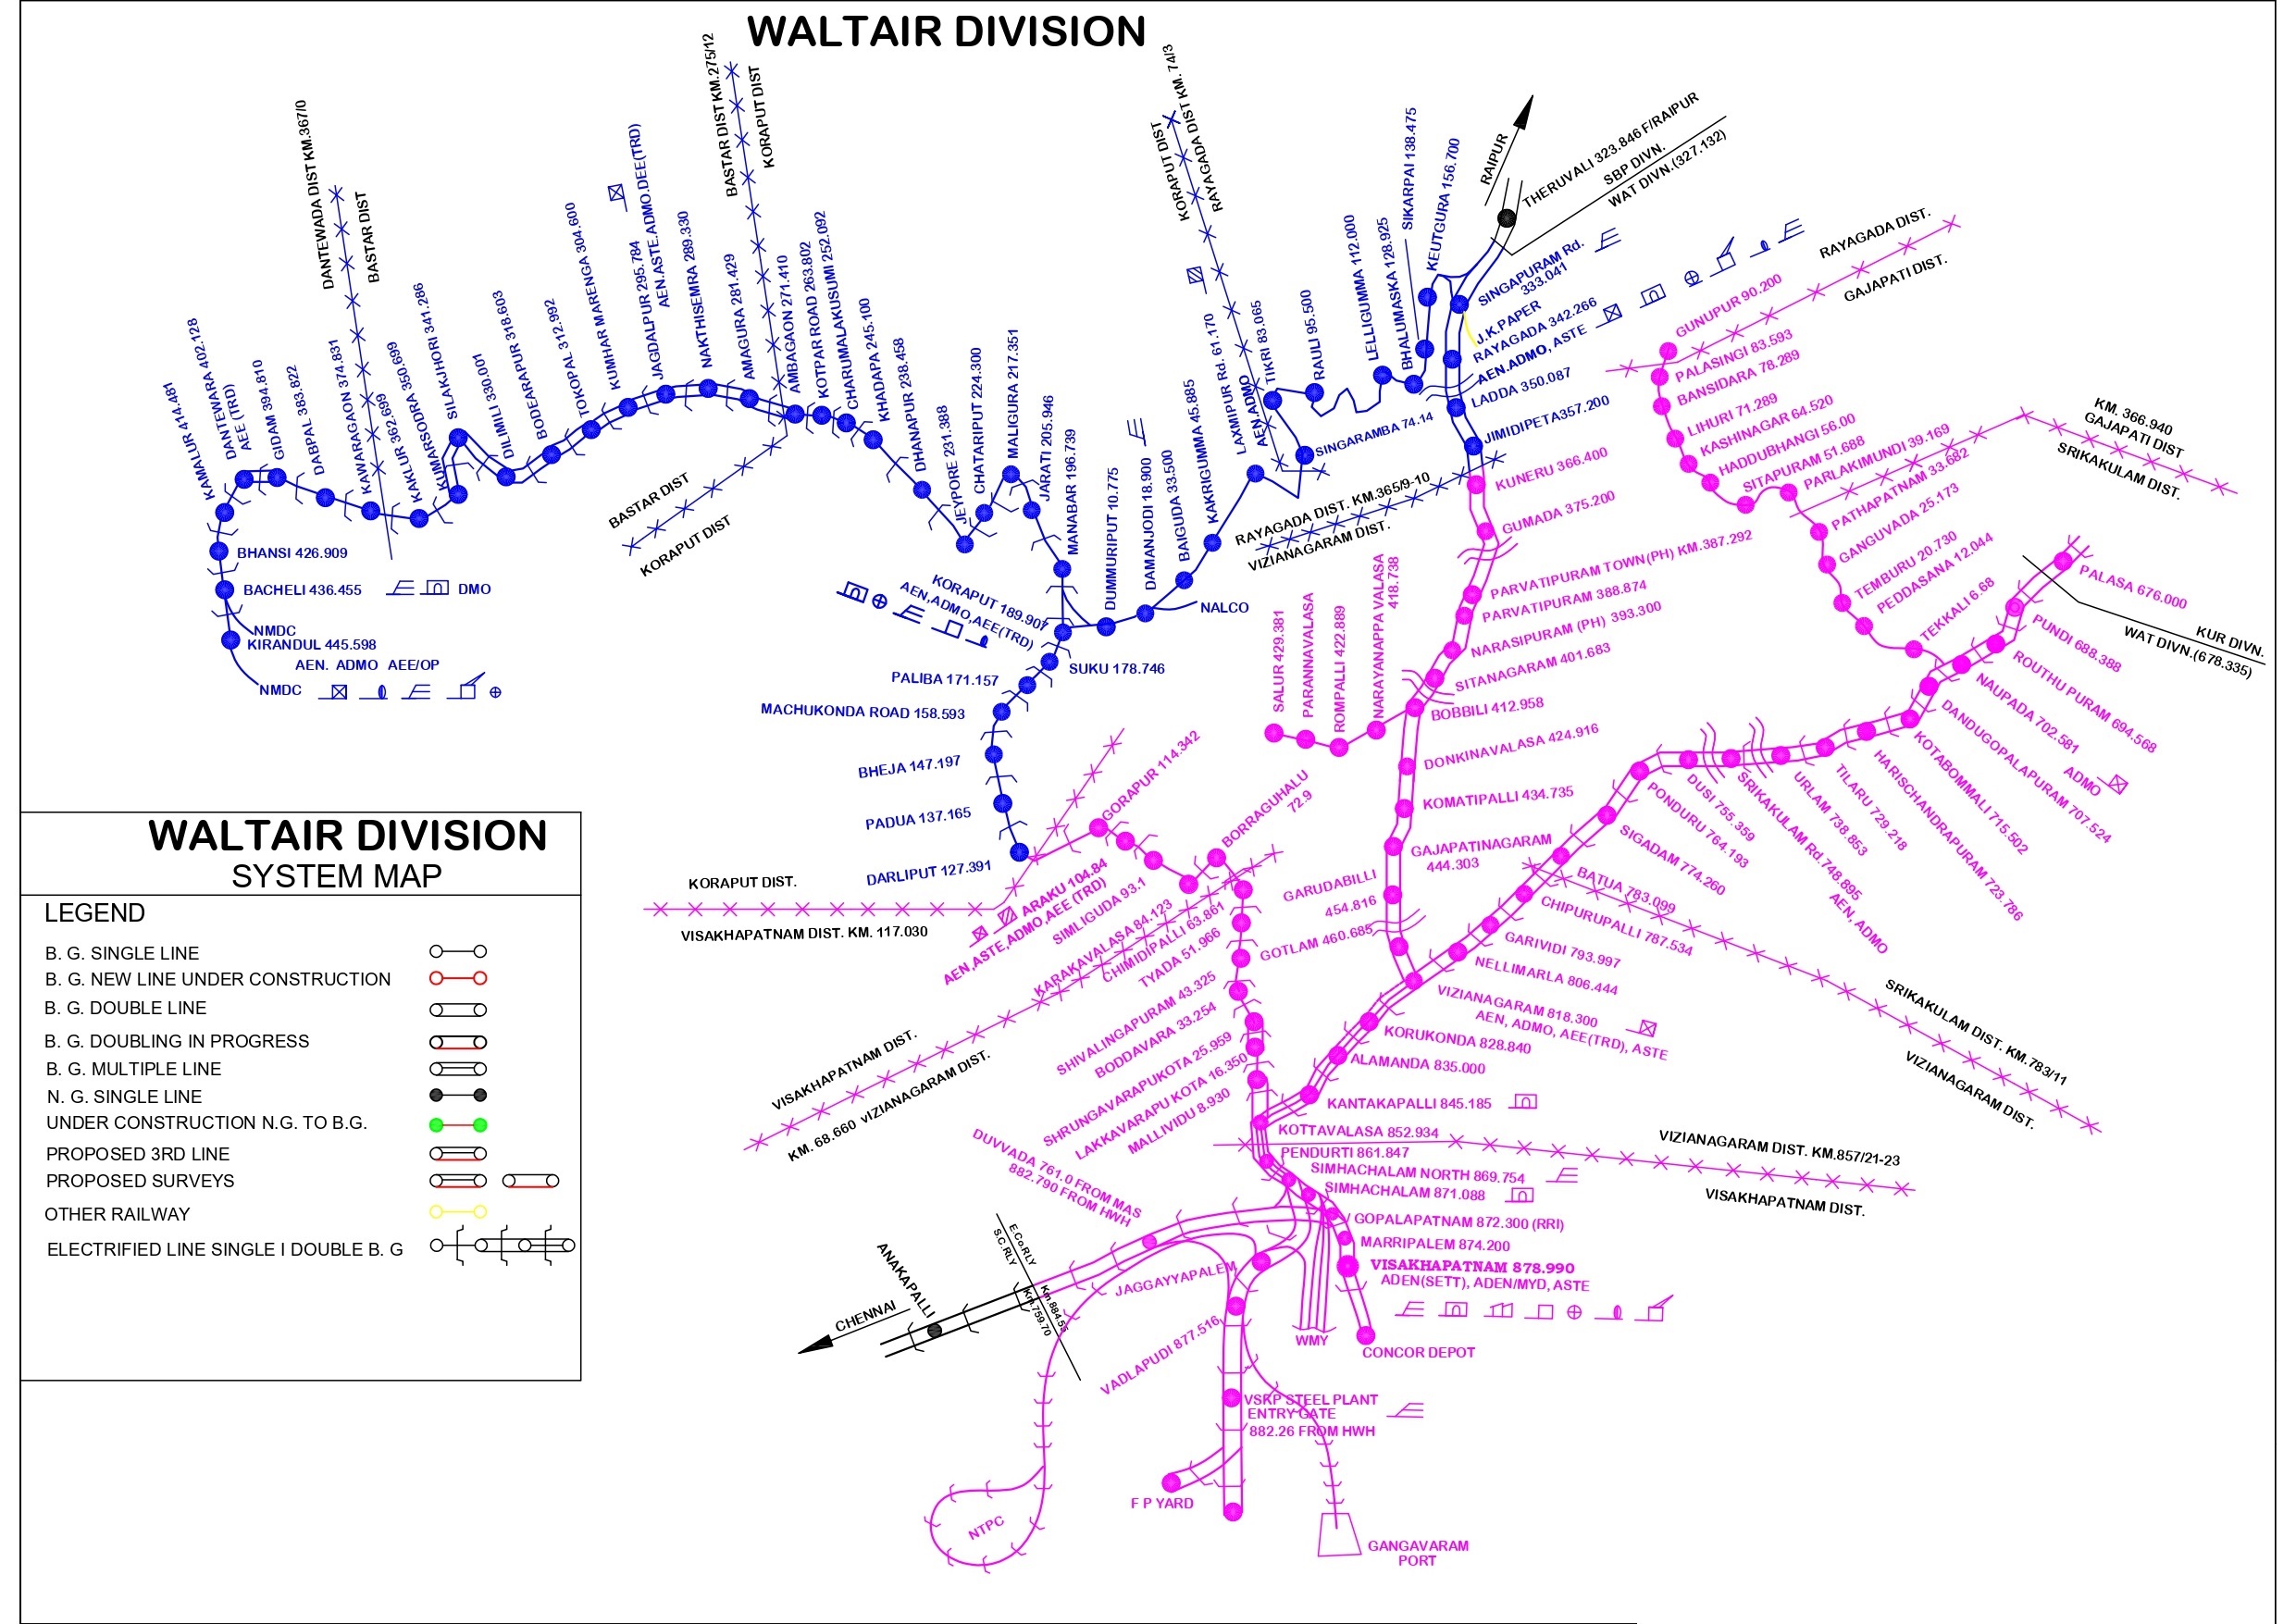 WALTAIR DIVISION
DANTEWADA DIST KM.367/0
BASTAR DIST
BASTAR DIST KM.275/12
KORAPUT DIST
KORAPUT DIST
RAYAGADA DIST KM. 74/3
KAMALUR 414.481
DANTEWARA 402.128
AEE (TRD)
GIDAM 394.810
DABPAL 383.822
KAWARAGAON 374.831
KAKLUR 362.699
KUMARSODRA 350.699
SILAKJHORI 341.286
DILIMILI 330.001
BODEARAPUR 318.603
TOKOPAL 312.992
KUMHAR MARENGA 304.600
JAGDALPUR 295.784
AEN.ASTE.ADMO.DEE(TRD)
NAKTHISEMRA 289.330
AMAGURA 281.429
AMBAGAON 271.410
KOTPAR ROAD 263.802
CHARUMALAKUSUMI 252.092
KHADAPA 245.100
DHANAPUR 238.458
JEYPORE 231.388
CHATARIPUT 224.300
MALIGURA 217.351
JARATI 205.946
MANABAR 196.739
BASTAR DIST
KORAPUT DIST
KORAPUT 189.907
AEN,ADMO,AEE(TRD)
DUMMURIPUT 10.775
DAMANJODI 18.900
BAIGUDA 33.500
KAKRIGUMMA 45.885
LAXMIPUR Rd. 61.170
AEN.ADMO
TIKRI 83.065
SINGARAMBA 74.14
RAULI 95.500
LELLIGUMMA 112.000
BHALUMASKA 128.925
SIKARPAI 138.475
KEUTGURA 156.700
NALCO
RAIPUR
THERUVALI 323.846 F/RAIPUR
SBP DIVN.
WAT DIVN.(327.132)
SINGAPURAM Rd.
333.041
J.K.PAPER
RAYAGADA 342.266
AEN.ADMO, ASTE
LADDA 350.087
JIMIDIPETA357.200
RAYAGADA DIST. KM.365/9-10
VIZIANAGARAM DIST.
KUNERU 366.400
GUMADA 375.200
PARVATIPURAM TOWN(PH) KM.387.292
PARVATIPURAM 388.874
NARASIPURAM (PH) 393.300
SITANAGARAM 401.683
BOBBILI 412.958
DONKINAVALASA 424.916
KOMATIPALLI 434.735
GAJAPATINAGARAM
444.303
GARUDABILLI
454.816
GOTLAM 460.685
SALUR 429.381
PARANNAVALASA
ROMPALLI 422.889
NARAYANAPPA VALASA
418.738
RAYAGADA DIST.
GAJAPATI DIST.
GUNUPUR 90.200
PALASINGI 83.593
BANSIDARA 78.289
LIHURI 71.289
KASHINAGAR 64.520
HADDUBHANGI 56.00
SITAPURAM 51.688
PARLAKIMUNDI 39.169
PATHAPATNAM 33.682
GANGUVADA 25.173
TEMBURU 20.730
PEDDASANA 12.044
TEKKALI 6.68
KM. 366.940
GAJAPATI DIST
SRIKAKULAM DIST.
PALASA 676.000
KUR DIVN.
WAT DIVN.(678.335)
PUNDI 688.388
ROUTHU PURAM 694.568
NAUPADA 702.581
ADMO
DANDUGOPALAPURAM 707.524
KOTABOMMALI 715.502
HARISCHANDRAPURAM 723.786
TILARU 729.218
URLAM 738.853
SRIKAKULAM Rd.748.895
AEN, ADMO
DUSI 755.359
PONDURU 764.193
SIGADAM 774.260
BATUA 783.099
CHIPURUPALLI 787.534
GARIVIDI 793.997
NELLIMARLA 806.444
VIZIANAGARAM 818.300
AEN, ADMO, AEE(TRD), ASTE
KORUKONDA 828.840
ALAMANDA 835.000
KANTAKAPALLI 845.185
KOTTAVALASA 852.934
PENDURTI 861.847
SIMHACHALAM NORTH 869.754
SIMHACHALAM 871.088
GOPALAPATNAM 872.300 (RRI)
MARRIPALEM 874.200
VISAKHAPATNAM 878.990
ADEN(SETT), ADEN/MYD, ASTE
CONCOR DEPOT
WMY
SRIKAKULAM DIST. KM.783/11
VIZIANAGARAM DIST.
VIZIANAGARAM DIST. KM.857/21-23
VISAKHAPATNAM DIST.
BHANSI 426.909
BACHELI 436.455
DMO
NMDC
KIRANDUL 445.598
AEN. ADMO AEE/OP
NMDC
SUKU 178.746
PALIBA 171.157
MACHUKONDA ROAD 158.593
BHEJA 147.197
PADUA 137.165
DARLIPUT 127.391
KORAPUT DIST.
VISAKHAPATNAM DIST. KM. 117.030
GORAPUR 114.342
ARAKU 104.84
AEN,ASTE,ADMO,AEE (TRD)
SIMLIGUDA 93.1
KARAKAVALASA 84.123
BORRAGUHALU
72.9
CHIMIDIPALLI 63.861
TYADA 51.966
SHIVALINGAPURAM 43.325
BODDAVARA 33.254
SHRUNGAVARAPUKOTA 25.959
LAKKAVARAPU KOTA 16.350
MALLIVIDU 8.930
VISAKHAPATNAM DIST.
KM. 68.660 vIZIANAGARAM DIST.
DUVVADA 761.0 FROM MAS
882.790 FROM HWH
E.Co.RLY
S.C.RLY
Km.884.55
Km.759.70
ANAKAPALLI
CHENNAI
JAGGAYYAPALEM
VADLAPUDI 877.516
VSKP STEEL PLANT
ENTRY GATE
882.26 FROM HWH
F P YARD
NTPC
GANGAVARAM
PORT
WALTAIR DIVISION
SYSTEM MAP
LEGEND
B. G. SINGLE LINE
B. G. NEW LINE UNDER CONSTRUCTION
B. G. DOUBLE LINE
B. G. DOUBLING IN PROGRESS
B. G. MULTIPLE LINE
N. G. SINGLE LINE
UNDER CONSTRUCTION N.G. TO B.G.
PROPOSED 3RD LINE
PROPOSED SURVEYS
OTHER RAILWAY
ELECTRIFIED LINE SINGLE I DOUBLE B. G